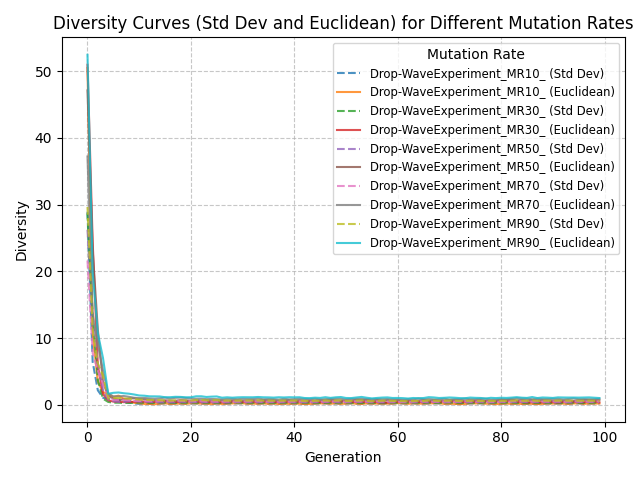 Diversity Curves (Std Dev and Euclidean) for Different Mutation Rates
Mutation Rate
Drop-WaveExperiment_MR10_ (Std Dev)
Drop-WaveExperiment_MR10_ (Euclidean)
Drop-WaveExperiment_MR30_ (Std Dev)
Drop-WaveExperiment_MR30_ (Euclidean)
Drop-WaveExperiment_MR50_ (Std Dev)
Drop-WaveExperiment_MR50_ (Euclidean)
Drop-WaveExperiment_MR70_ (Std Dev)
Drop-WaveExperiment_MR70_ (Euclidean)
Drop-WaveExperiment_MR90_ (Std Dev)
Drop-WaveExperiment_MR90_ (Euclidean)
Diversity
50
40
30
20
10
0
0 20 40 60 80 100
Generation